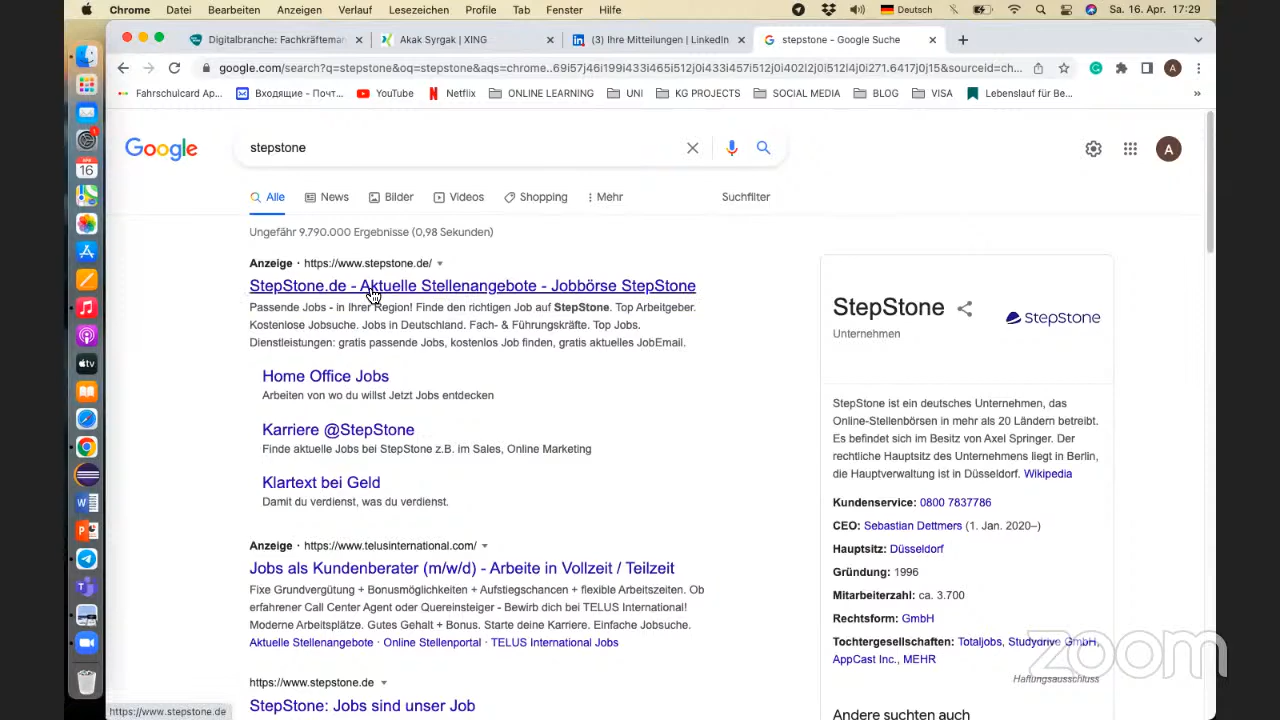 Chrome Datei Bearbeiten Anzeigen Verlauf Lesezeichen Profile Tab Fenster Hilfe Deutsch Sa. 16. Apr. 17:29
Digitalbranche: Fachkräfteman Akak Syrgak | XING (3) Ihre Mitteilungen | LinkedIn stepstone - Google Suche
google.com/search?q=stepstone&oq=stepstone&aqs=chrome..69i57j46i199i433i465i512j0i433i457i512j0i402l2j0i512l4j0i271.6417j0j15&sourceid=ch...
Fahrschulcard Ap... Входящие - Почт... YouTube Netflix ONLINE LEARNING UNI KG PROJECTS SOCIAL MEDIA BLOG VISA Lebenslauf für Be... »
Google
stepstone
A
Alle News Bilder Videos Shopping Mehr Suchfilter
Ungefähr 9.790.000 Ergebnisse (0,98 Sekunden)
Anzeige · https://www.stepstone.de/
StepStone.de - Aktuelle Stellenangebote - Jobbörse StepStone
Passende Jobs - in Ihrer Region! Finde den richtigen Job auf StepStone. Top Arbeitgeber.
Kostenlose Jobsuche. Jobs in Deutschland. Fach- & Führungskräfte. Top Jobs.
Dienstleistungen: gratis passende Jobs, kostenlos Job finden, gratis aktuelles JobEmail.
Home Office Jobs
Arbeiten von wo du willst Jetzt Jobs entdecken
Karriere @StepStone
Finde aktuelle Jobs bei StepStone z.B. im Sales, Online Marketing
Klartext bei Geld
Damit du verdienst, was du verdienst.
Anzeige · https://www.telusinternational.com/
Jobs als Kundenberater (m/w/d) - Arbeite in Vollzeit / Teilzeit
Fixe Grundvergütung + Bonusmöglichkeiten + Aufstiegschancen + flexible Arbeitszeiten. Ob
erfahrener Call Center Agent oder Quereinsteiger - Bewirb dich bei TELUS International!
Moderne Arbeitsplätze. Gutes Gehalt + Bonus. Starte deine Karriere. Einfache Jobsuche.
Aktuelle Stellenangebote · Online Stellenportal · TELUS International Jobs
https://www.stepstone.de
StepStone: Jobs sind unser Job
StepStone
Unternehmen
StepStone
StepStone ist ein deutsches Unternehmen, das
Online-Stellenbörsen in mehr als 20 Ländern betreibt.
Es befindet sich im Besitz von Axel Springer. Der
rechtliche Hauptsitz des Unternehmens liegt in Berlin,
die Hauptverwaltung ist in Düsseldorf. Wikipedia
Kundenservice: 0800 7837786
CEO: Sebastian Dettmers (1. Jan. 2020–)
Hauptsitz: Düsseldorf
Gründung: 1996
Mitarbeiterzahl: ca. 3.700
Rechtsform: GmbH
Tochtergesellschaften: Totaljobs, Studydrive GmbH,
AppCast Inc., MEHR
Haftungsausschluss
Andere suchten auch
https://www.stepstone.de
zoom
16
tv